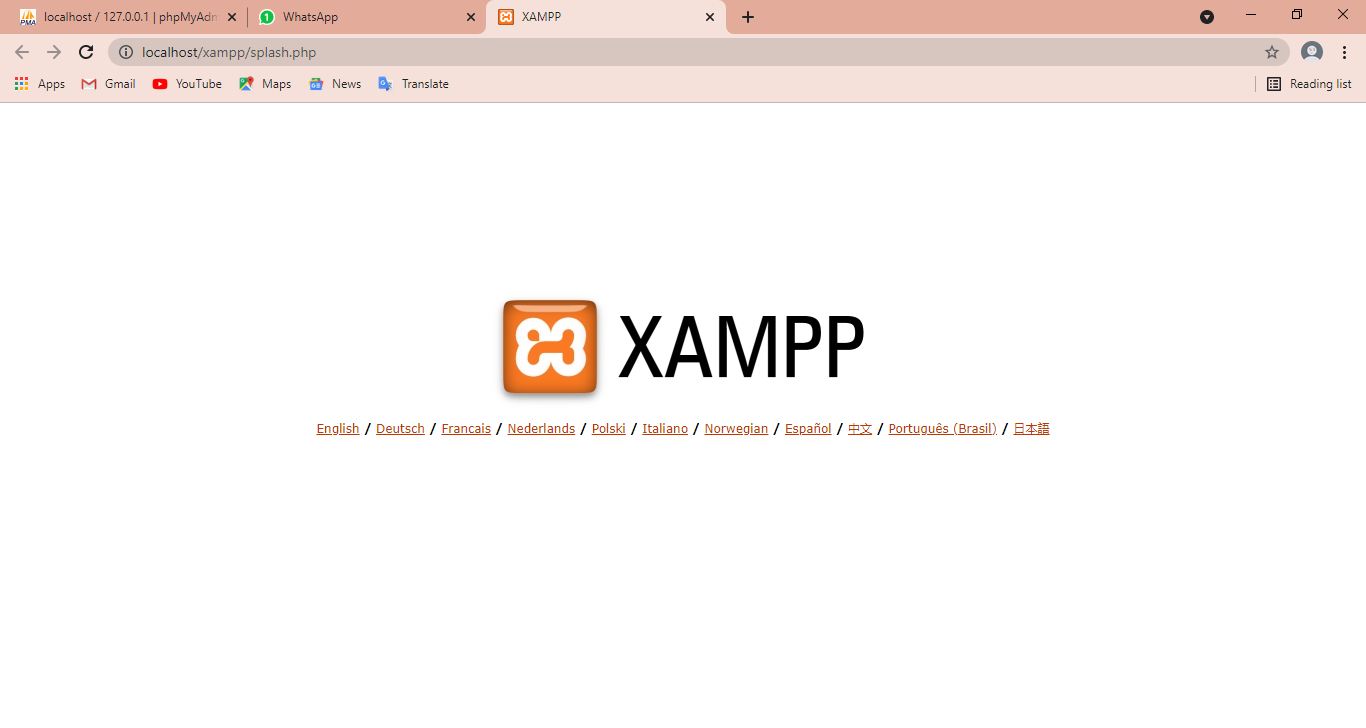 localhost / 127.0.0.1 | phpMyAdm
1 WhatsApp
XAMPP
localhost/xampp/splash.php
Apps Gmail YouTube Maps News Translate Reading list
XAMPP
English / Deutsch / Francais / Nederlands / Polski / Italiano / Norwegian / Español / 中文 / Português (Brasil) / 日本語